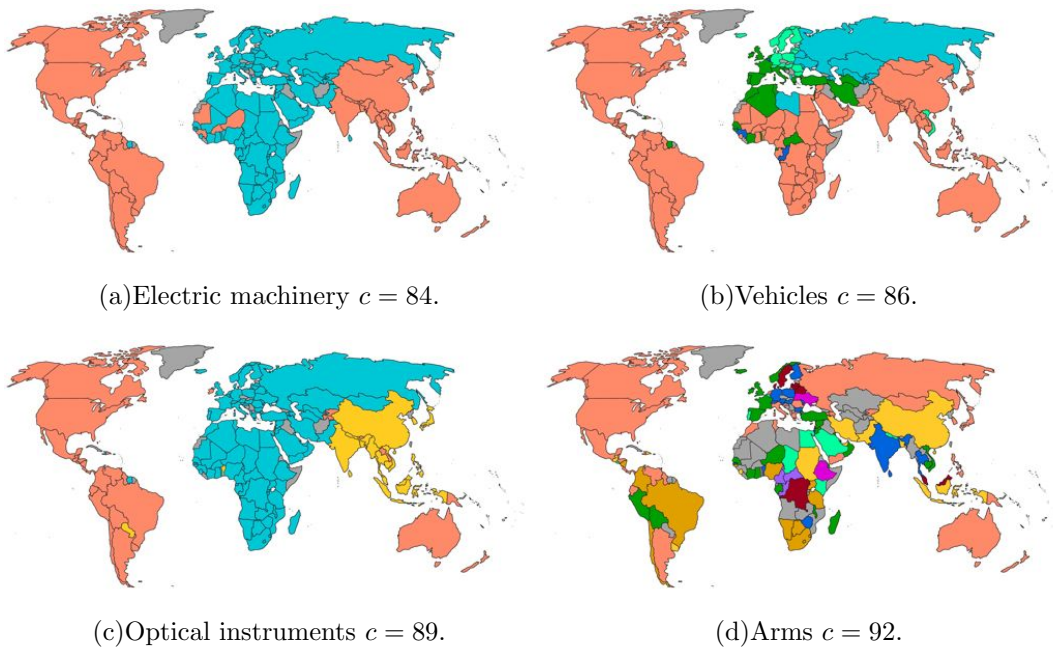 (a)Electric machinery c = 84.
(b)Vehicles c = 86.
(c)Optical instruments c = 89.
(d)Arms c = 92.